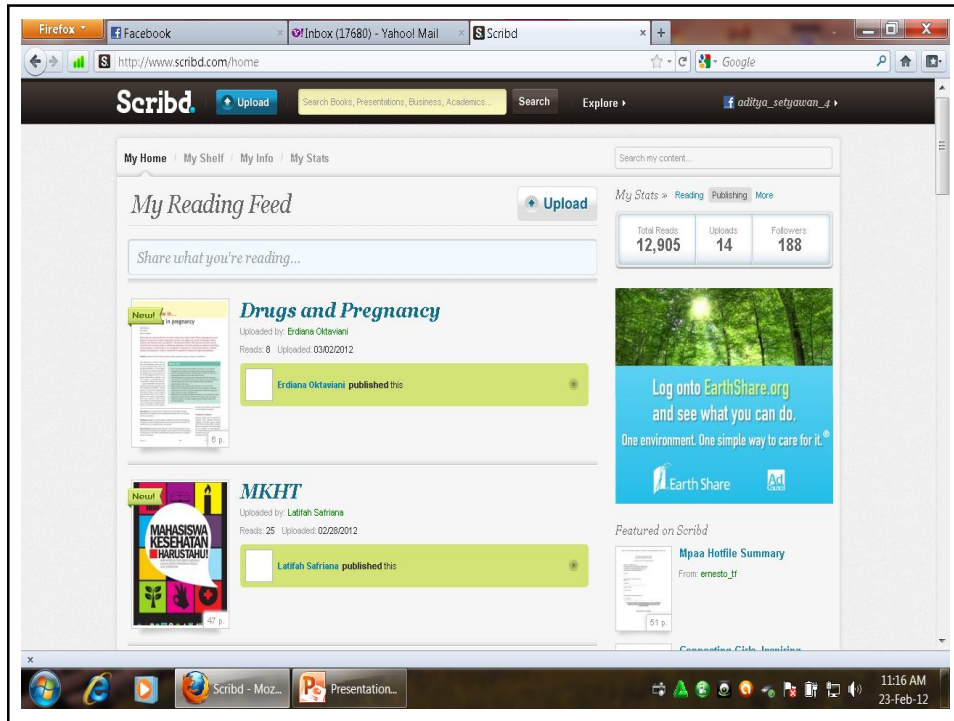 Firefox
Facebook
Inbox (17680) - Yahoo! Mail
Scribd
http://www.scribd.com/home
Google
Scribd.
Upload
Search Books, Presentations, Business, Academics...
Search
Explore
aditya_setyawan_4
My Home / My Shelf / My Info / My Stats
Search my content...
My Reading Feed
Upload
Share what you're reading...
New!
in pregnancy
6 p.
Drugs and Pregnancy
Uploaded by: Erdiana Oktaviani
Reads: 8 Uploaded: 03/02/2012
Erdiana Oktaviani published this
New!
MAHASISWA
KESEHATAN
HARUSTAHU!
47 p.
MKHT
Uploaded by: Latifah Safriana
Reads: 25 Uploaded: 02/28/2012
Latifah Safriana published this
My Stats » Reading Publishing More
Total Reads Uploads Followers
12,905 14 188
Log onto EarthShare.org
and see what you can do.
One environment. One simple way to care for it.®
Earth Share
Ad
Featured on Scribd
Mpaa Hotfile Summary
From: ernesto_tf
51 p.
Connecting Girls, Inspiring
Scribd - Moz...
Presentation...
11:16 AM
23-Feb-12